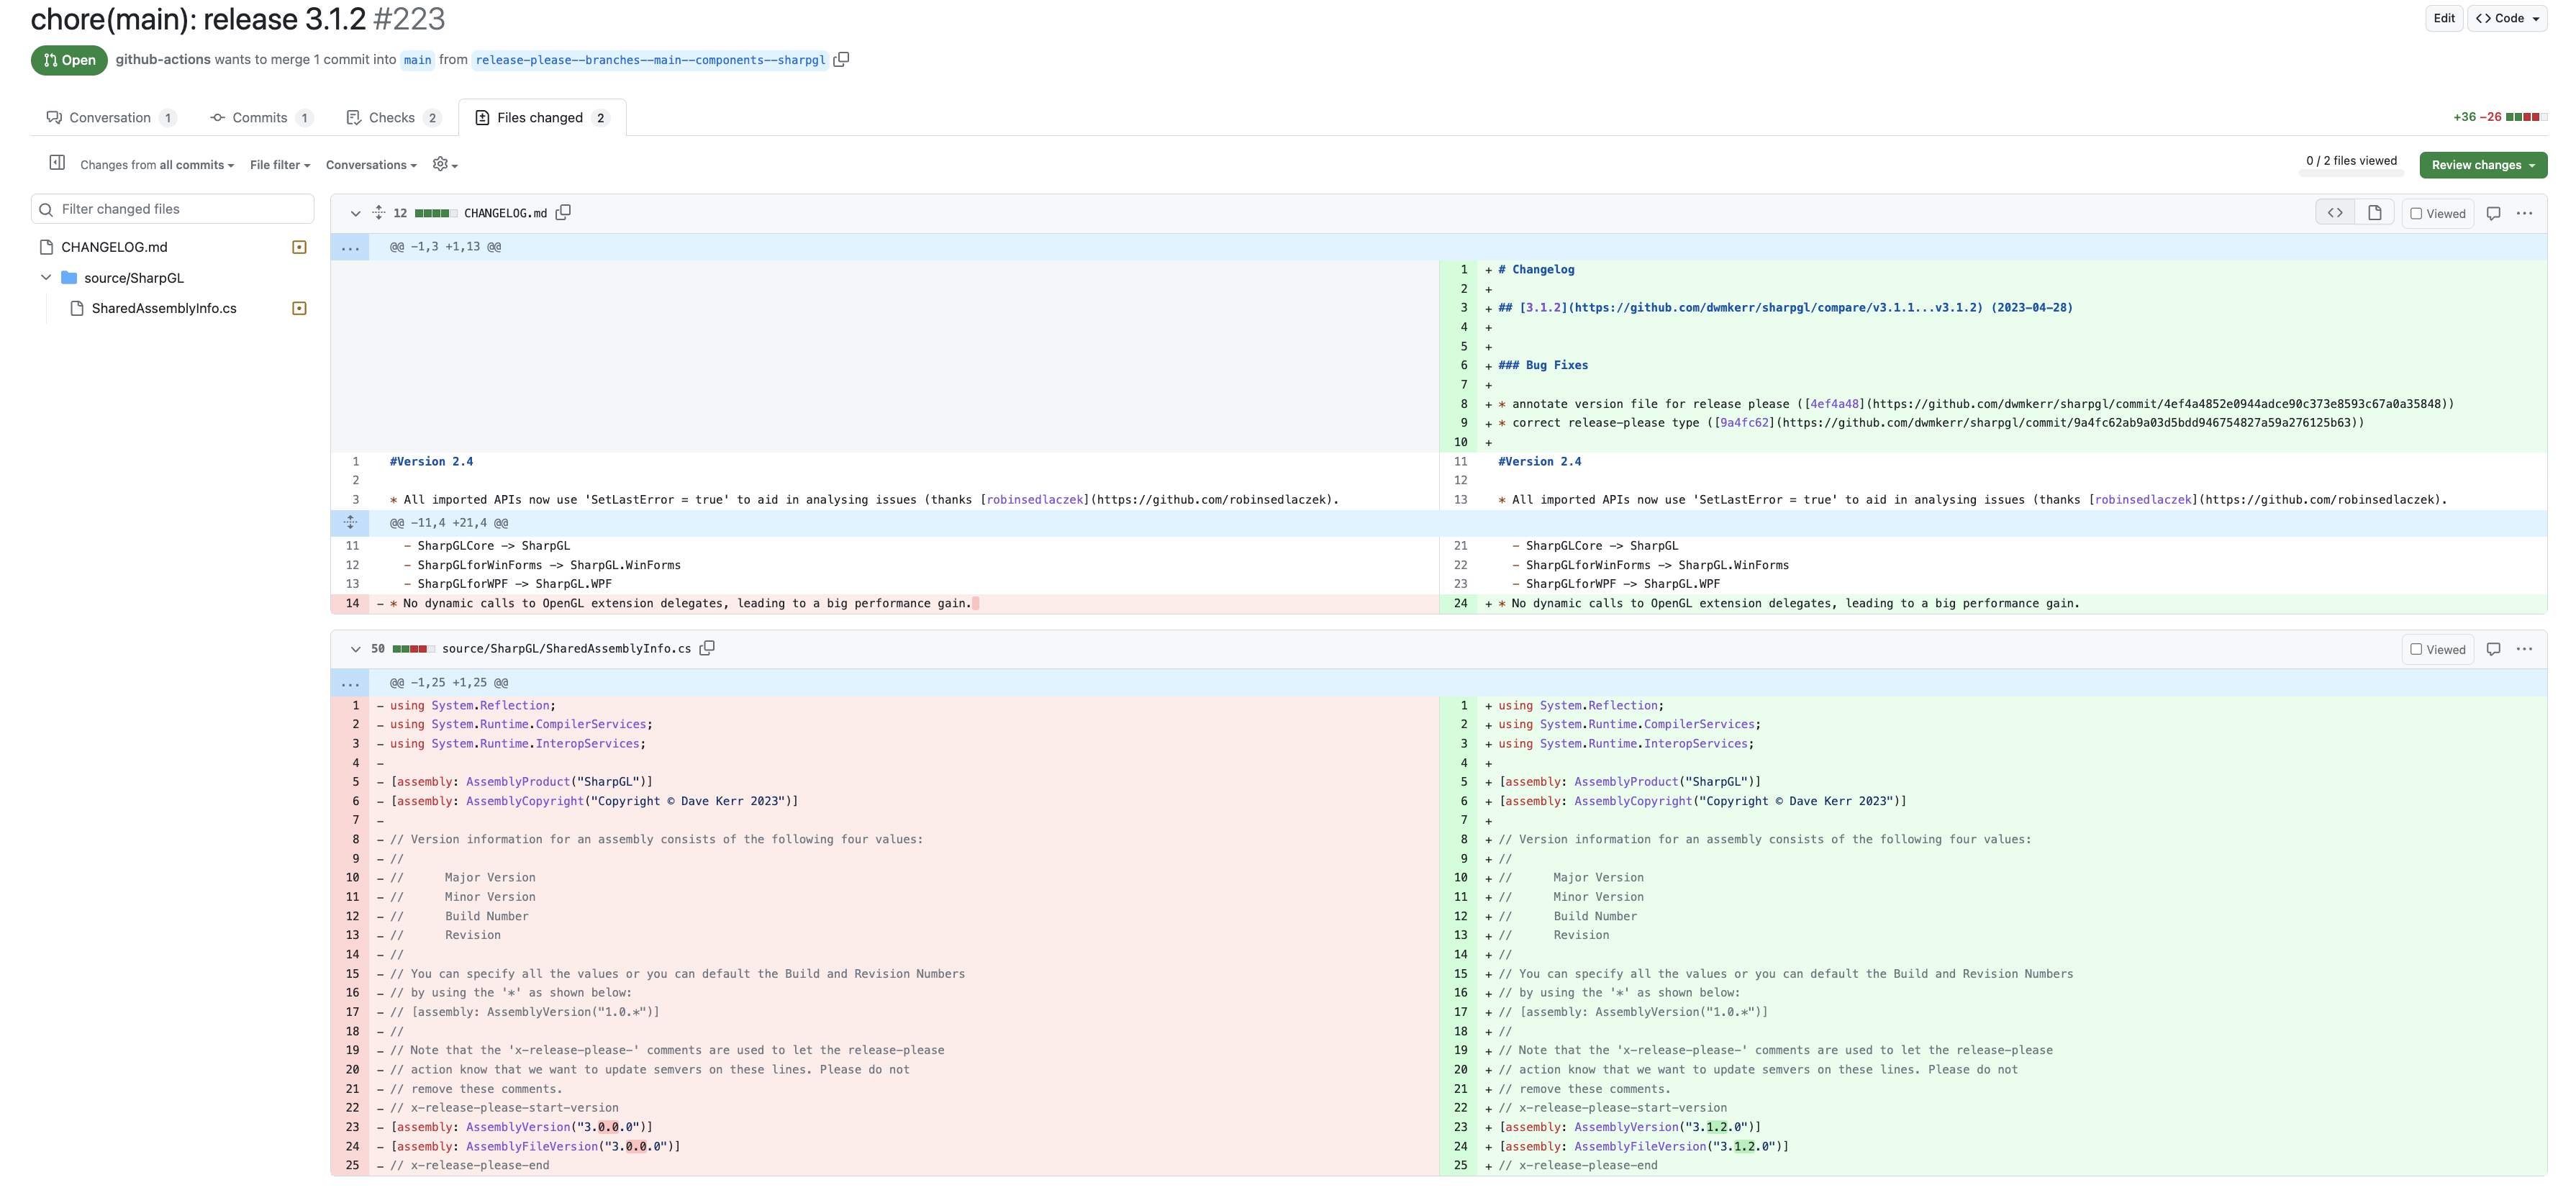 chore(main): release 3.1.2 #223
Edit
<> Code
Open
github-actions wants to merge 1 commit into main from release-please--branches--main--components--sharpgl
Conversation 1
Commits 1
Checks 2
Files changed 2
+36 −26
Changes from all commits
File filter
Conversations
0 / 2 files viewed
Review changes
Filter changed files
CHANGELOG.md
source/SharpGL
SharedAssemblyInfo.cs
12 CHANGELOG.md
Viewed
... @@ -1,3 +1,13 @@
1 + # Changelog
2 +
3 + ## [3.1.2](https://github.com/dwmkerr/sharpgl/compare/v3.1.1...v3.1.2) (2023-04-28)
4 +
5 +
6 + ### Bug Fixes
7 +
8 + * annotate version file for release please ([4ef4a48](https://github.com/dwmkerr/sharpgl/commit/4ef4a4852e0944adce90c373e8593c67a0a35848))
9 + * correct release-please type ([9a4fc62](https://github.com/dwmkerr/sharpgl/commit/9a4fc62ab9a03d5bdd946754827a59a276125b63))
10 +
1 #Version 2.4
11 #Version 2.4
2
12
3 * All imported APIs now use 'SetLastError = true' to aid in analysing issues (thanks [robinsedlaczek](https://github.com/robinsedlaczek).
13 * All imported APIs now use 'SetLastError = true' to aid in analysing issues (thanks [robinsedlaczek](https://github.com/robinsedlaczek).
@@ -11,4 +21,4 @@
11 - SharpGLCore -> SharpGL
21 - SharpGLCore -> SharpGL
12 - SharpGLforWinForms -> SharpGL.WinForms
22 - SharpGLforWinForms -> SharpGL.WinForms
13 - SharpGLforWPF -> SharpGL.WPF
23 - SharpGLforWPF -> SharpGL.WPF
14 - * No dynamic calls to OpenGL extension delegates, leading to a big performance gain.
24 + * No dynamic calls to OpenGL extension delegates, leading to a big performance gain.
50 source/SharpGL/SharedAssemblyInfo.cs
Viewed
... @@ -1,25 +1,25 @@
1 - using System.Reflection;
2 - using System.Runtime.CompilerServices;
3 - using System.Runtime.InteropServices;
4 -
5 - [assembly: AssemblyProduct("SharpGL")]
6 - [assembly: AssemblyCopyright("Copyright © Dave Kerr 2023")]
7 -
8 - // Version information for an assembly consists of the following four values:
9 - //
10 - //      Major Version
11 - //      Minor Version
12 - //      Build Number
13 - //      Revision
14 - //
15 - // You can specify all the values or you can default the Build and Revision Numbers
16 - // by using the '*' as shown below:
17 - // [assembly: AssemblyVersion("1.0.*")]
18 - //
19 - // Note that the 'x-release-please-' comments are used to let the release-please
20 - // action know that we want to update semvers on these lines. Please do not
21 - // remove these comments.
22 - // x-release-please-start-version
23 - [assembly: AssemblyVersion("3.0.0.0")]
24 - [assembly: AssemblyFileVersion("3.0.0.0")]
25 - // x-release-please-end
1 + using System.Reflection;
2 + using System.Runtime.CompilerServices;
3 + using System.Runtime.InteropServices;
4 +
5 + [assembly: AssemblyProduct("SharpGL")]
6 + [assembly: AssemblyCopyright("Copyright © Dave Kerr 2023")]
7 +
8 + // Version information for an assembly consists of the following four values:
9 + //
10 + //      Major Version
11 + //      Minor Version
12 + //      Build Number
13 + //      Revision
14 + //
15 + // You can specify all the values or you can default the Build and Revision Numbers
16 + // by using the '*' as shown below:
17 + // [assembly: AssemblyVersion("1.0.*")]
18 + //
19 + // Note that the 'x-release-please-' comments are used to let the release-please
20 + // action know that we want to update semvers on these lines. Please do not
21 + // remove these comments.
22 + // x-release-please-start-version
23 + [assembly: AssemblyVersion("3.1.2.0")]
24 + [assembly: AssemblyFileVersion("3.1.2.0")]
25 + // x-release-please-end